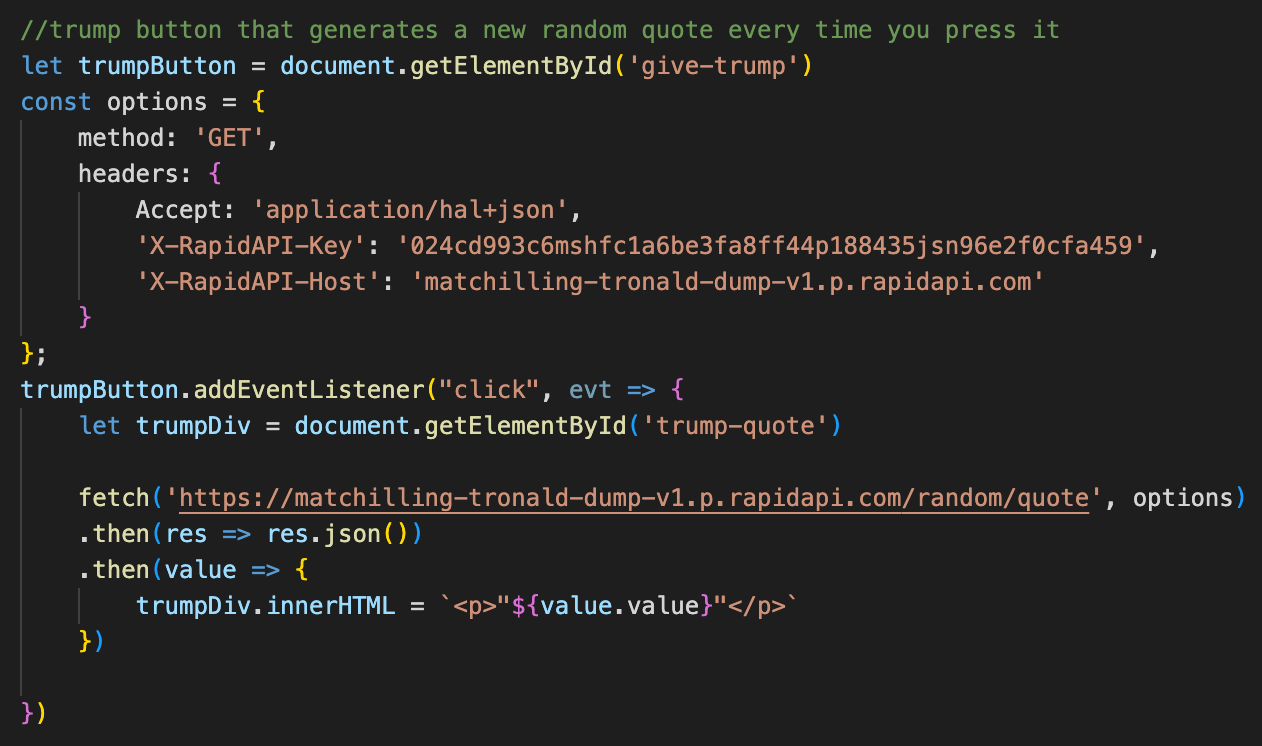 //trump button that generates a new random quote every time you press it
let trumpButton = document.getElementById('give-trump')
const options = {
    method: 'GET',
    headers: {
        Accept: 'application/hal+json',
        'X-RapidAPI-Key': '024cd993c6mshfc1a6be3fa8ff44p188435jsn96e2f0cfa459',
        'X-RapidAPI-Host': 'matchilling-tronald-dump-v1.p.rapidapi.com'
    }
};
trumpButton.addEventListener("click", evt => {
    let trumpDiv = document.getElementById('trump-quote')

    fetch('https://matchilling-tronald-dump-v1.p.rapidapi.com/random/quote', options)
    .then(res => res.json())
    .then(value => {
        trumpDiv.innerHTML = `<p>"${value.value}"</p>`
    })

})